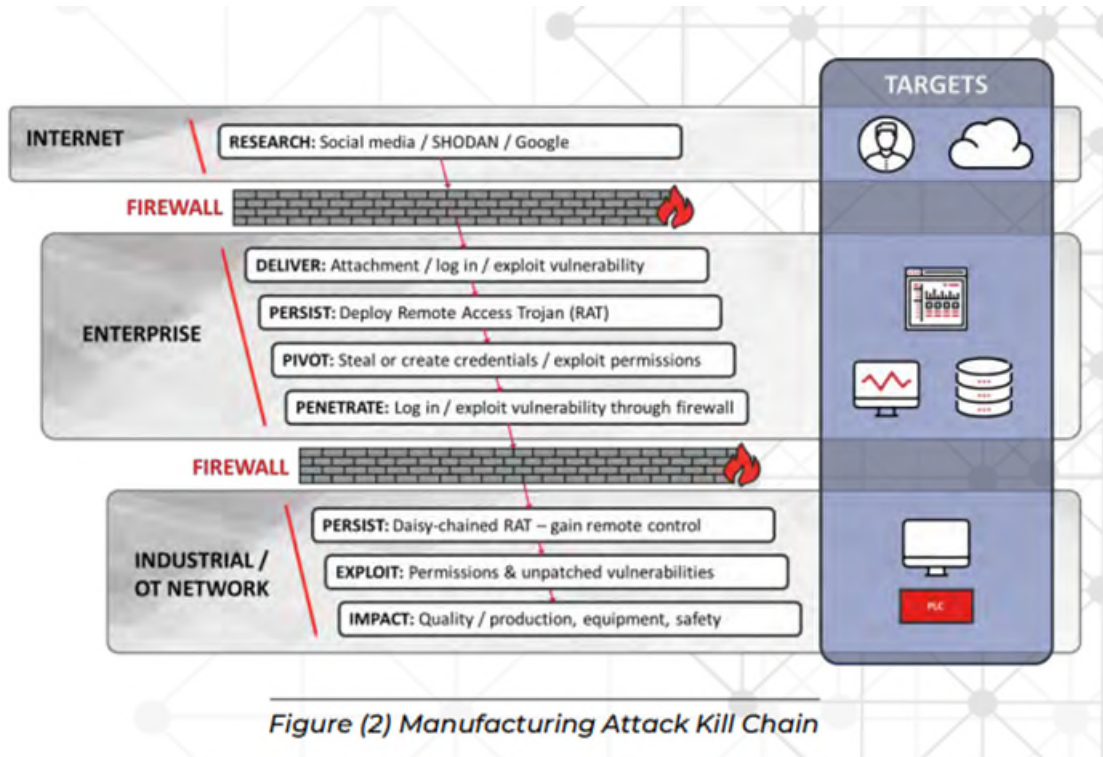 TARGETS
INTERNET
RESEARCH: Social media / SHODAN / Google
FIREWALL
ENTERPRISE
DELIVER: Attachment / log in / exploit vulnerability
PERSIST: Deploy Remote Access Trojan (RAT)
PIVOT: Steal or create credentials / exploit permissions
PENETRATE: Log in / exploit vulnerability through firewall
FIREWALL
INDUSTRIAL /
OT NETWORK
PERSIST: Daisy-chained RAT – gain remote control
EXPLOIT: Permissions & unpatched vulnerabilities
IMPACT: Quality / production, equipment, safety
PLC
Figure (2) Manufacturing Attack Kill Chain